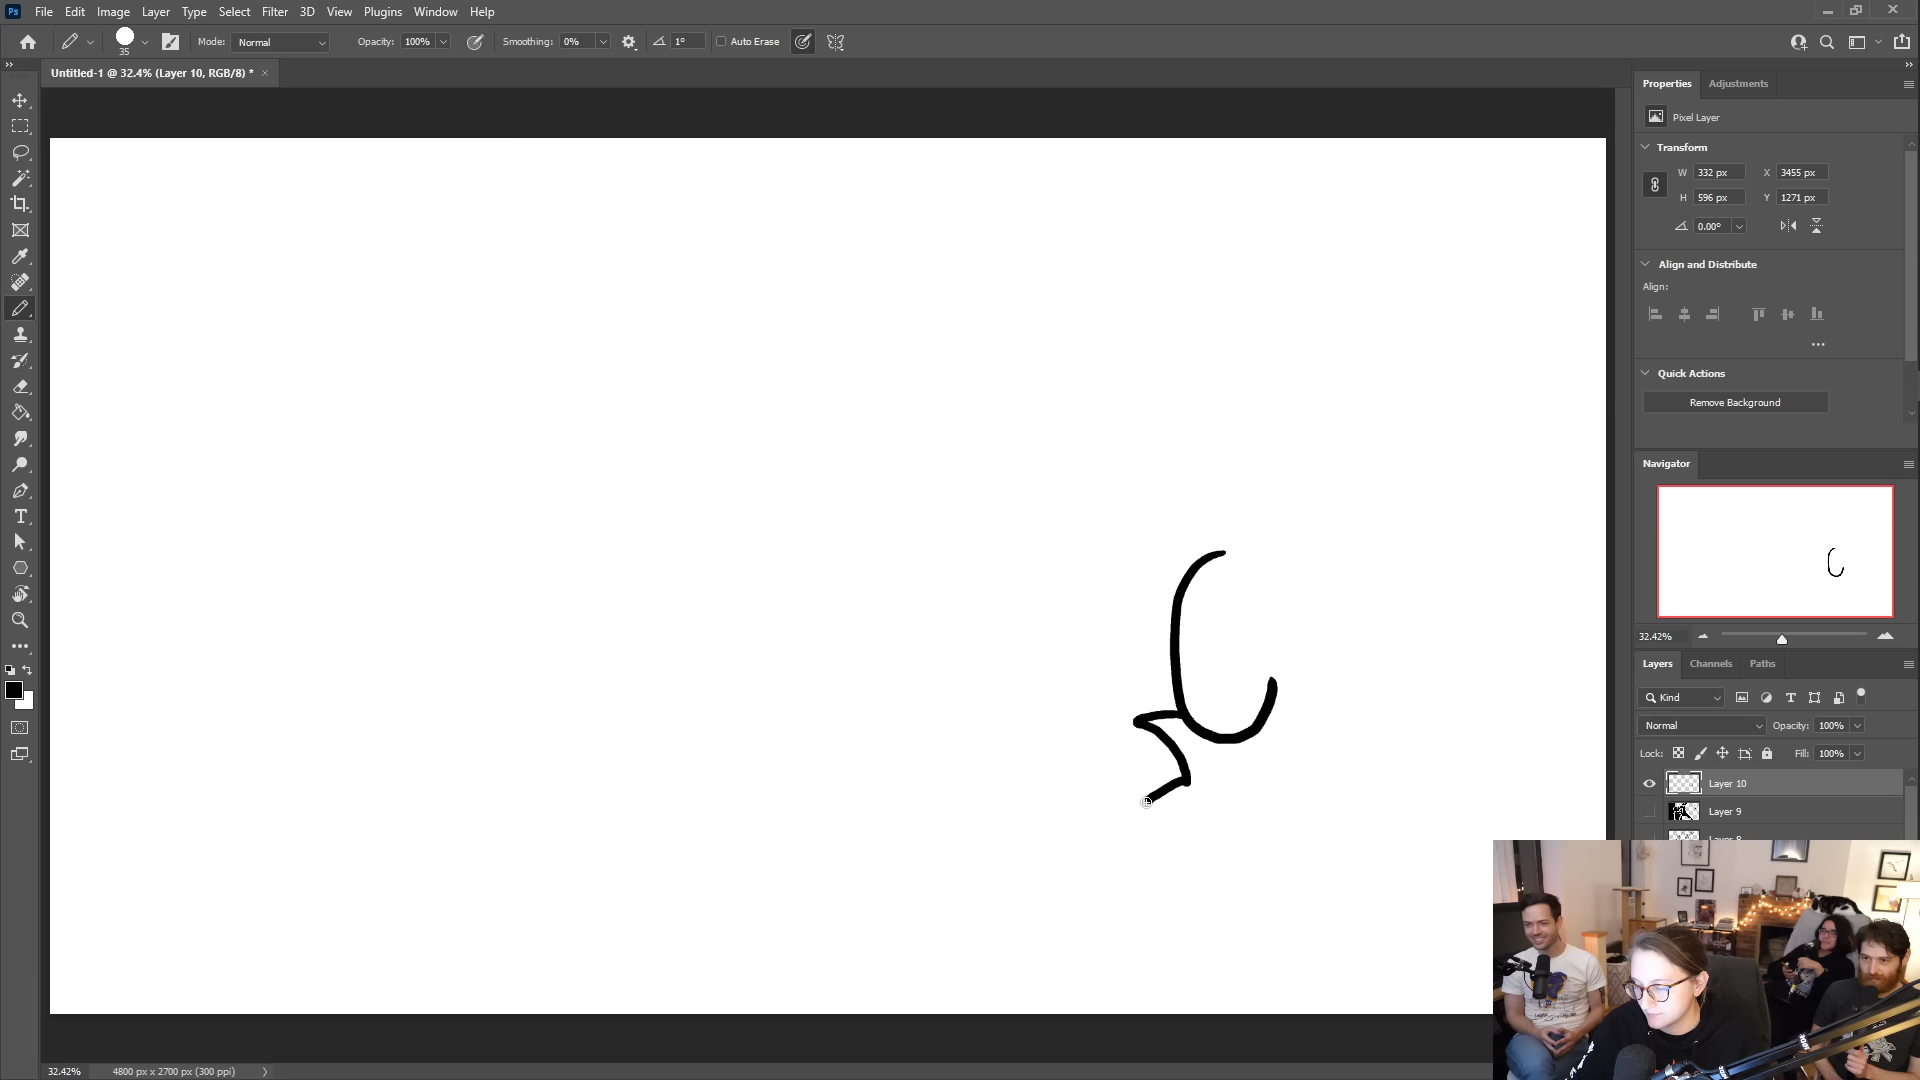 Ps File Edit Image Layer Type Select Filter 3D View Plugins Window Help
35 Mode: Normal Opacity: 100% Smoothing: 0% 1° Auto Erase
Untitled-1 @ 32.4% (Layer 10, RGB/8) *
Properties Adjustments
Pixel Layer
Transform
W 332 px X 3455 px
H 596 px Y 1271 px
0.00°
Align and Distribute
Align:
Quick Actions
Remove Background
Navigator
32.42%
Layers Channels Paths
Kind
Normal Opacity: 100%
Lock: Fill: 100%
Layer 10
Layer 9
Layer 8
32.42% 4800 px x 2700 px (300 ppi)